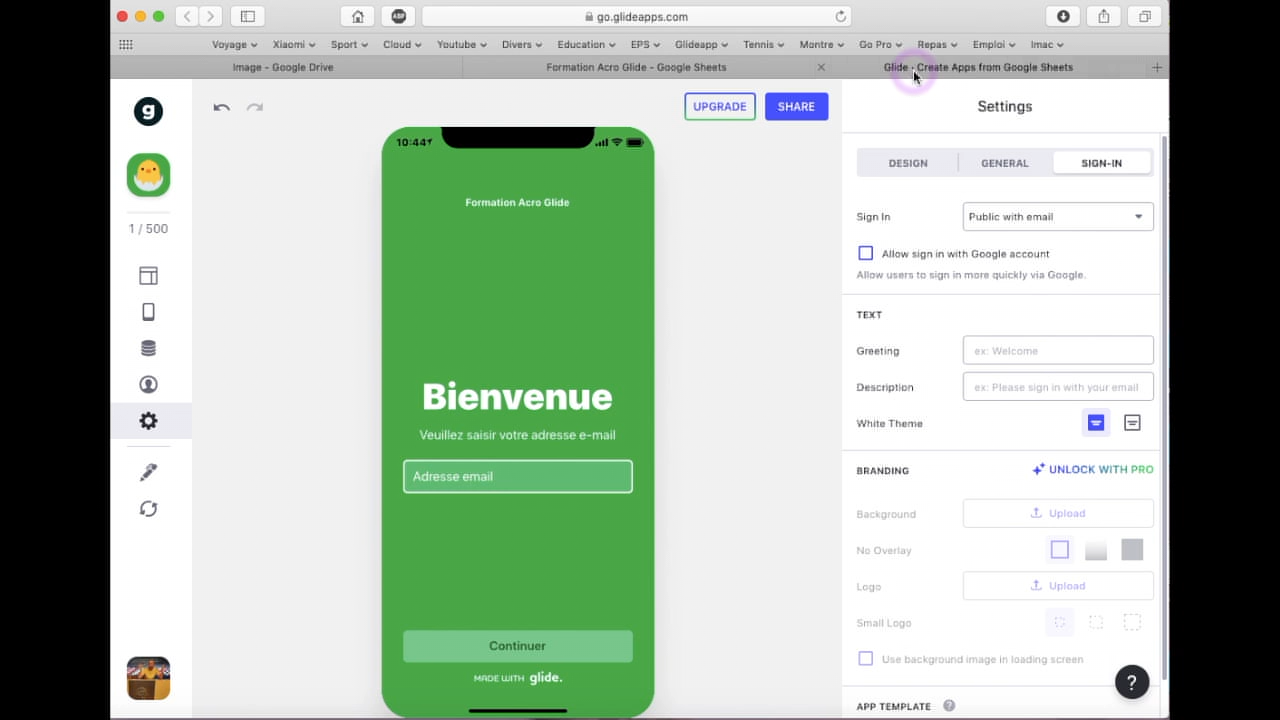 ABP
go.glideapps.com
Voyage Xiaomi Sport Cloud Youtube Divers Education EPS Glideapp Tennis Montre Go Pro Repas Emploi Imac
Image - Google Drive
Formation Acro Glide - Google Sheets
Glide - Create Apps from Google Sheets
g
1 / 500
UPGRADE
SHARE
10:44
Formation Acro Glide
Bienvenue
Veuillez saisir votre adresse e-mail
Adresse email
Continuer
MADE WITH glide.
Settings
DESIGN GENERAL SIGN-IN
Sign In Public with email
Allow sign in with Google account
Allow users to sign in more quickly via Google.
TEXT
Greeting ex: Welcome
Description ex: Please sign in with your email
White Theme
BRANDING UNLOCK WITH PRO
Background Upload
No Overlay
Logo Upload
Small Logo
Use background image in loading screen
?
APP TEMPLATE ?